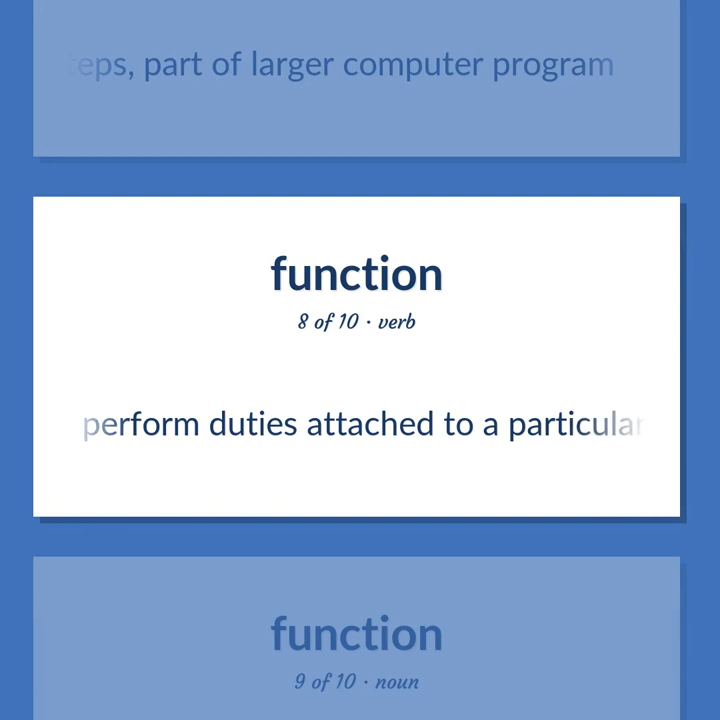 teps, part of larger computer program
function
8 of 10 · verb
perform duties attached to a particular
function
9 of 10 · noun